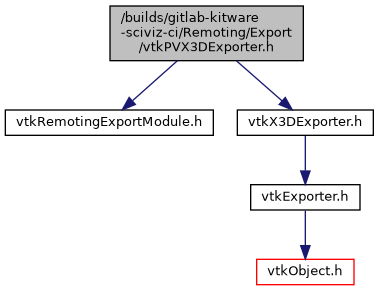 /builds/gitlab-kitware
-sciviz-ci/Remoting/Export
/vtkPVX3DExporter.h
vtkRemotingExportModule.h
vtkX3DExporter.h
vtkExporter.h
vtkObject.h